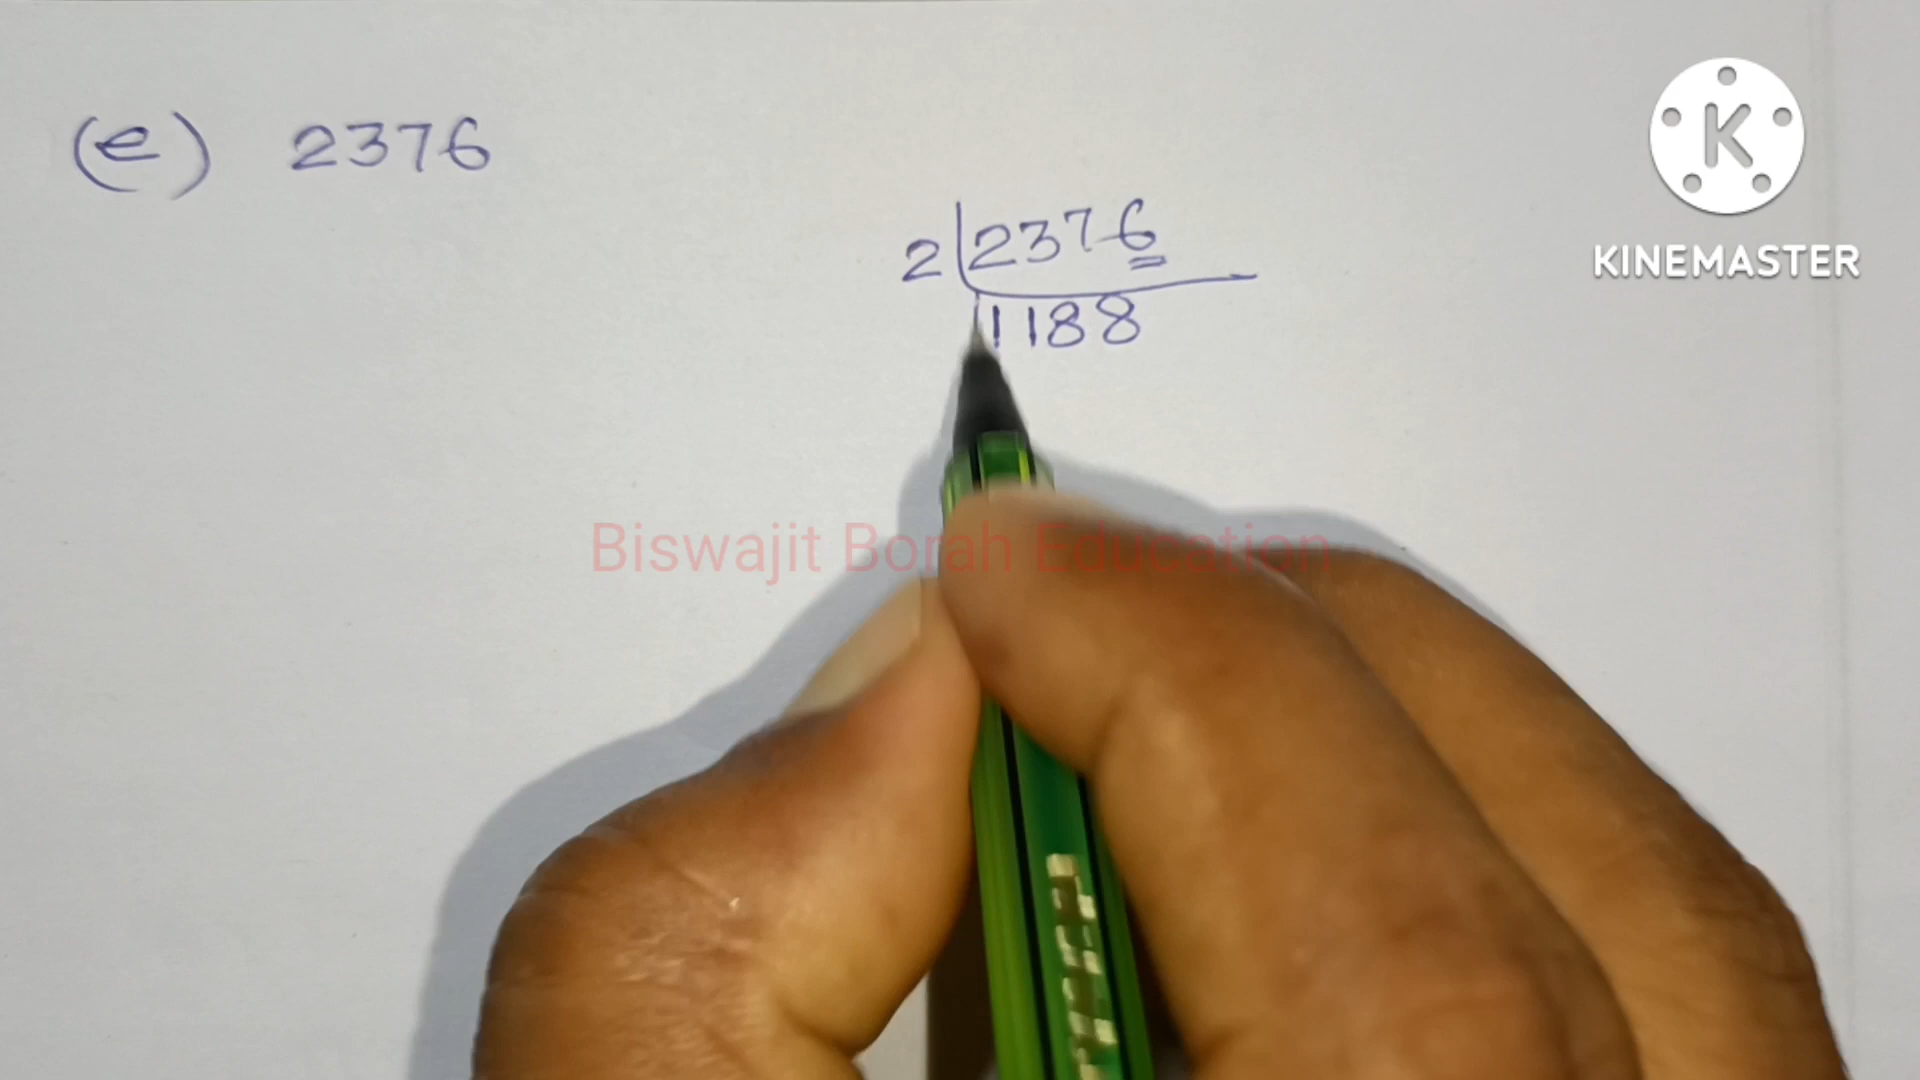 (e) 2376
2 2376
1188
KINEMASTER
Biswajit Borah Education